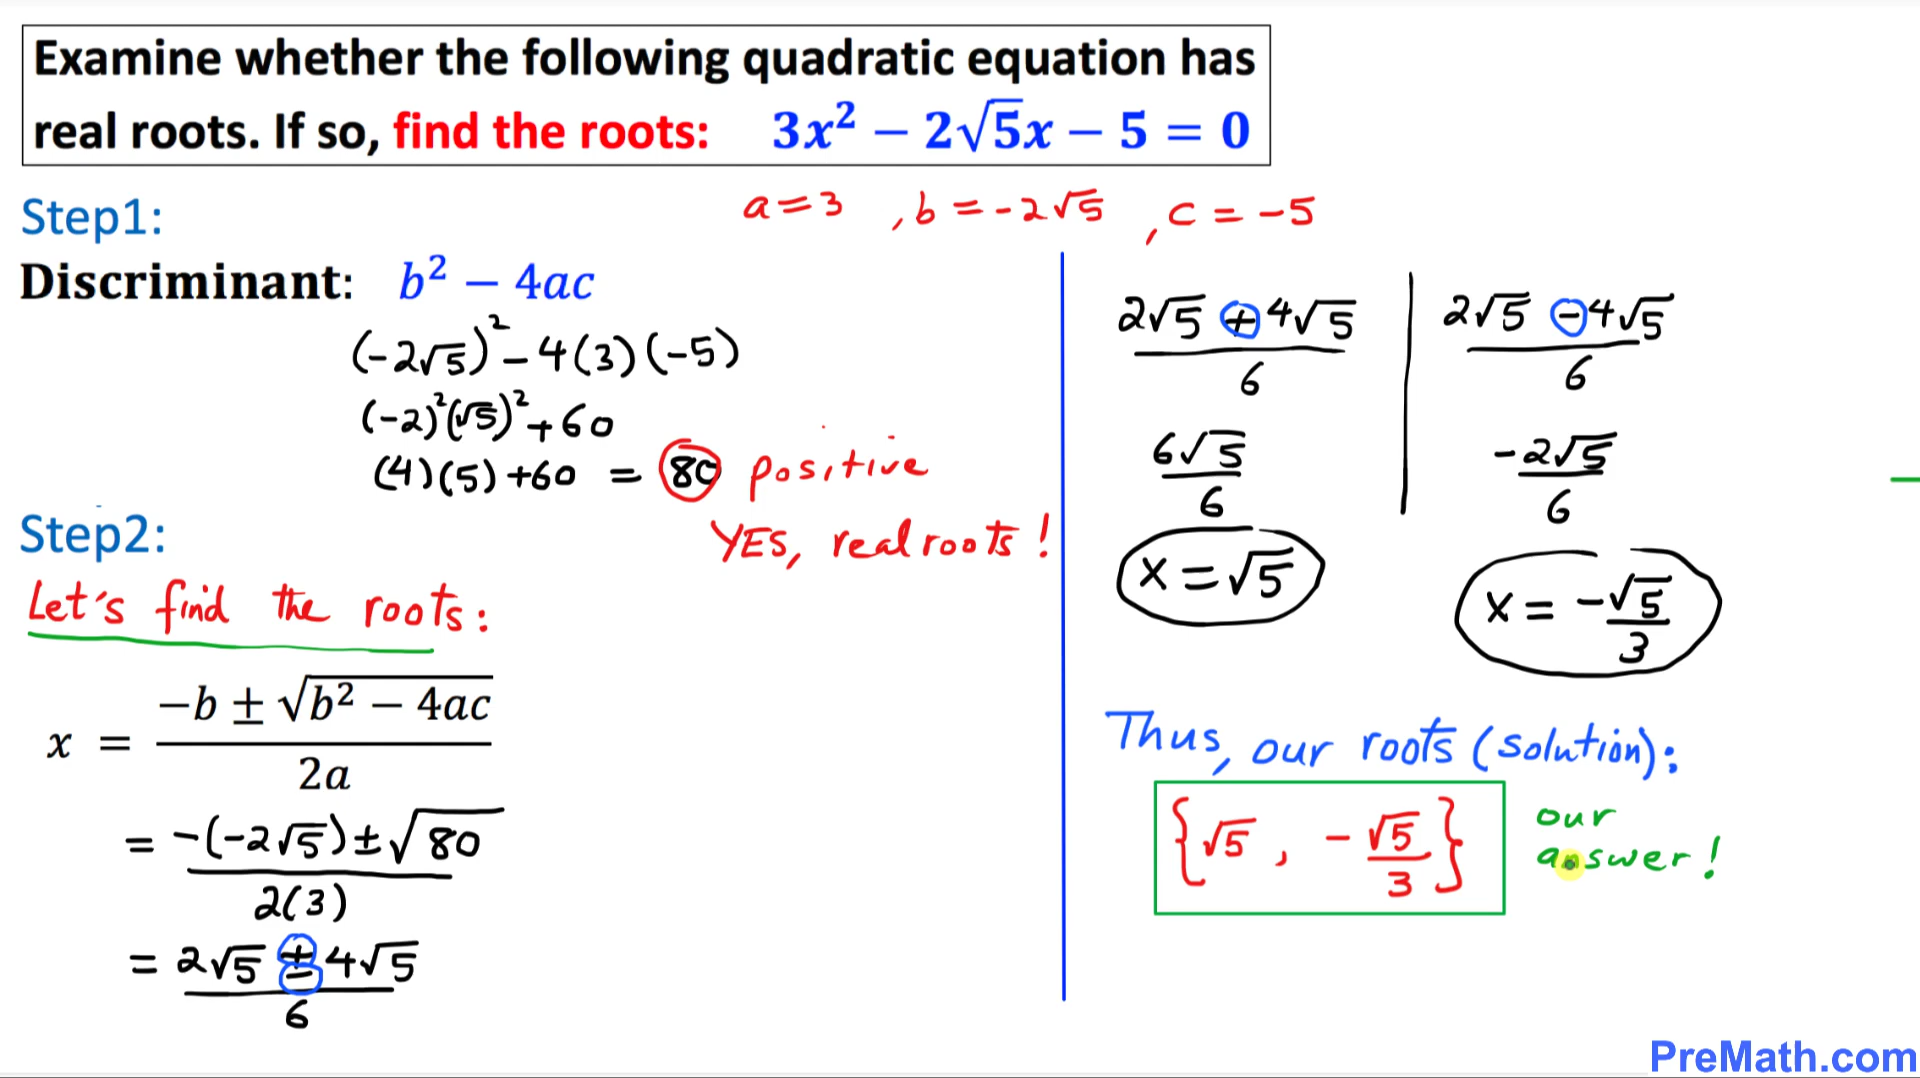 Examine whether the following quadratic equation has
real roots. If so, find the roots: 3x² − 2√5x − 5 = 0
a=3 , b = -2√5 , c = -5
Step1:
Discriminant: b² − 4ac
(-2√5)² - 4(3)(-5)
(-2)²(√5)² + 60
(4)(5) +60 = 80 positive
YES, real roots !
Step2:
Let's find the roots:
x = (−b ± √(b² − 4ac))/(2a)
= (-(-2√5) ± √80)/(2(3))
= (2√5 ± 4√5)/6
(2√5 + 4√5)/6
(6√5)/6
x = √5
(2√5 - 4√5)/6
(-2√5)/6
x = -√5/3
Thus, our roots (solution):
{√5 , -√5/3}
our
answer!
PreMath.com